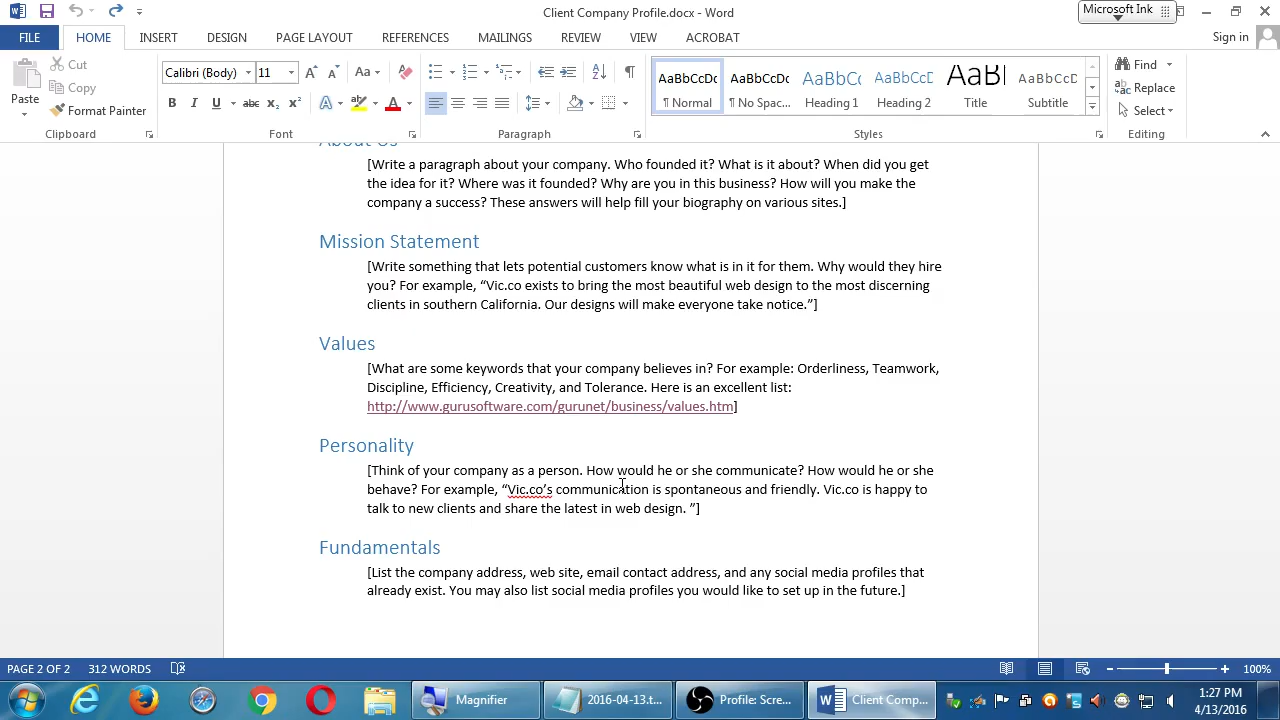 Client Company Profile.docx - Word
Microsoft Ink
FILE HOME INSERT DESIGN PAGE LAYOUT REFERENCES MAILINGS REVIEW VIEW ACROBAT Sign in
Paste
Cut
Copy
Format Painter
Calibri (Body) 11
AaBbCcDc AaBbCcDc AaBbCc AaBbCcD AaB AaBbCcD
¶ Normal ¶ No Spac... Heading 1 Heading 2 Title Subtitle
Find
Replace
Select
Clipboard Font Paragraph Styles Editing
About Us
[Write a paragraph about your company. Who founded it? What is it about? When did you get
the idea for it? Where was it founded? Why are you in this business? How will you make the
company a success? These answers will help fill your biography on various sites.]
Mission Statement
[Write something that lets potential customers know what is in it for them. Why would they hire
you? For example, “Vic.co exists to bring the most beautiful web design to the most discerning
clients in southern California. Our designs will make everyone take notice.”]
Values
[What are some keywords that your company believes in? For example: Orderliness, Teamwork,
Discipline, Efficiency, Creativity, and Tolerance. Here is an excellent list:
http://www.gurusoftware.com/gurunet/business/values.htm]
Personality
[Think of your company as a person. How would he or she communicate? How would he or she
behave? For example, “Vic.co’s communication is spontaneous and friendly. Vic.co is happy to
talk to new clients and share the latest in web design. ”]
Fundamentals
[List the company address, web site, email contact address, and any social media profiles that
already exist. You may also list social media profiles you would like to set up in the future.]
PAGE 2 OF 2 312 WORDS 100%
Magnifier 2016-04-13.t... Profile: Scre... Client Comp...
1:27 PM
4/13/2016